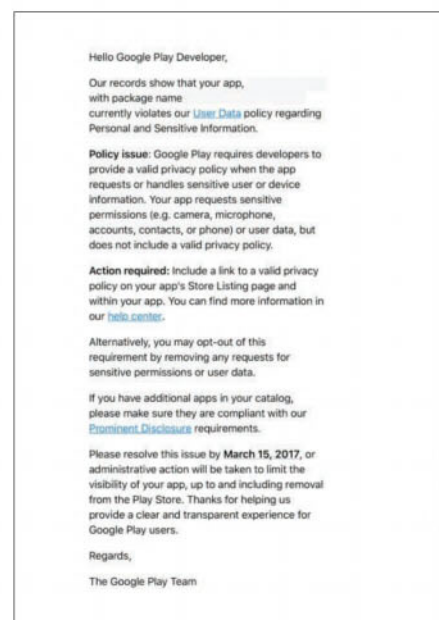 Hello Google Play Developer,
Our records show that your app,
with package name
currently violates our User Data policy regarding
Personal and Sensitive Information.
Policy issue: Google Play requires developers to
provide a valid privacy policy when the app
requests or handles sensitive user or device
information. Your app requests sensitive
permissions (e.g. camera, microphone,
accounts, contacts, or phone) or user data, but
does not include a valid privacy policy.
Action required: Include a link to a valid privacy
policy on your app's Store Listing page and
within your app. You can find more information in
our help center.
Alternatively, you may opt-out of this
requirement by removing any requests for
sensitive permissions or user data.
If you have additional apps in your catalog,
please make sure they are compliant with our
Prominent Disclosure requirements.
Please resolve this issue by March 15, 2017, or
administrative action will be taken to limit the
visibility of your app, up to and including removal
from the Play Store. Thanks for helping us
provide a clear and transparent experience for
Google Play users.
Regards,
The Google Play Team